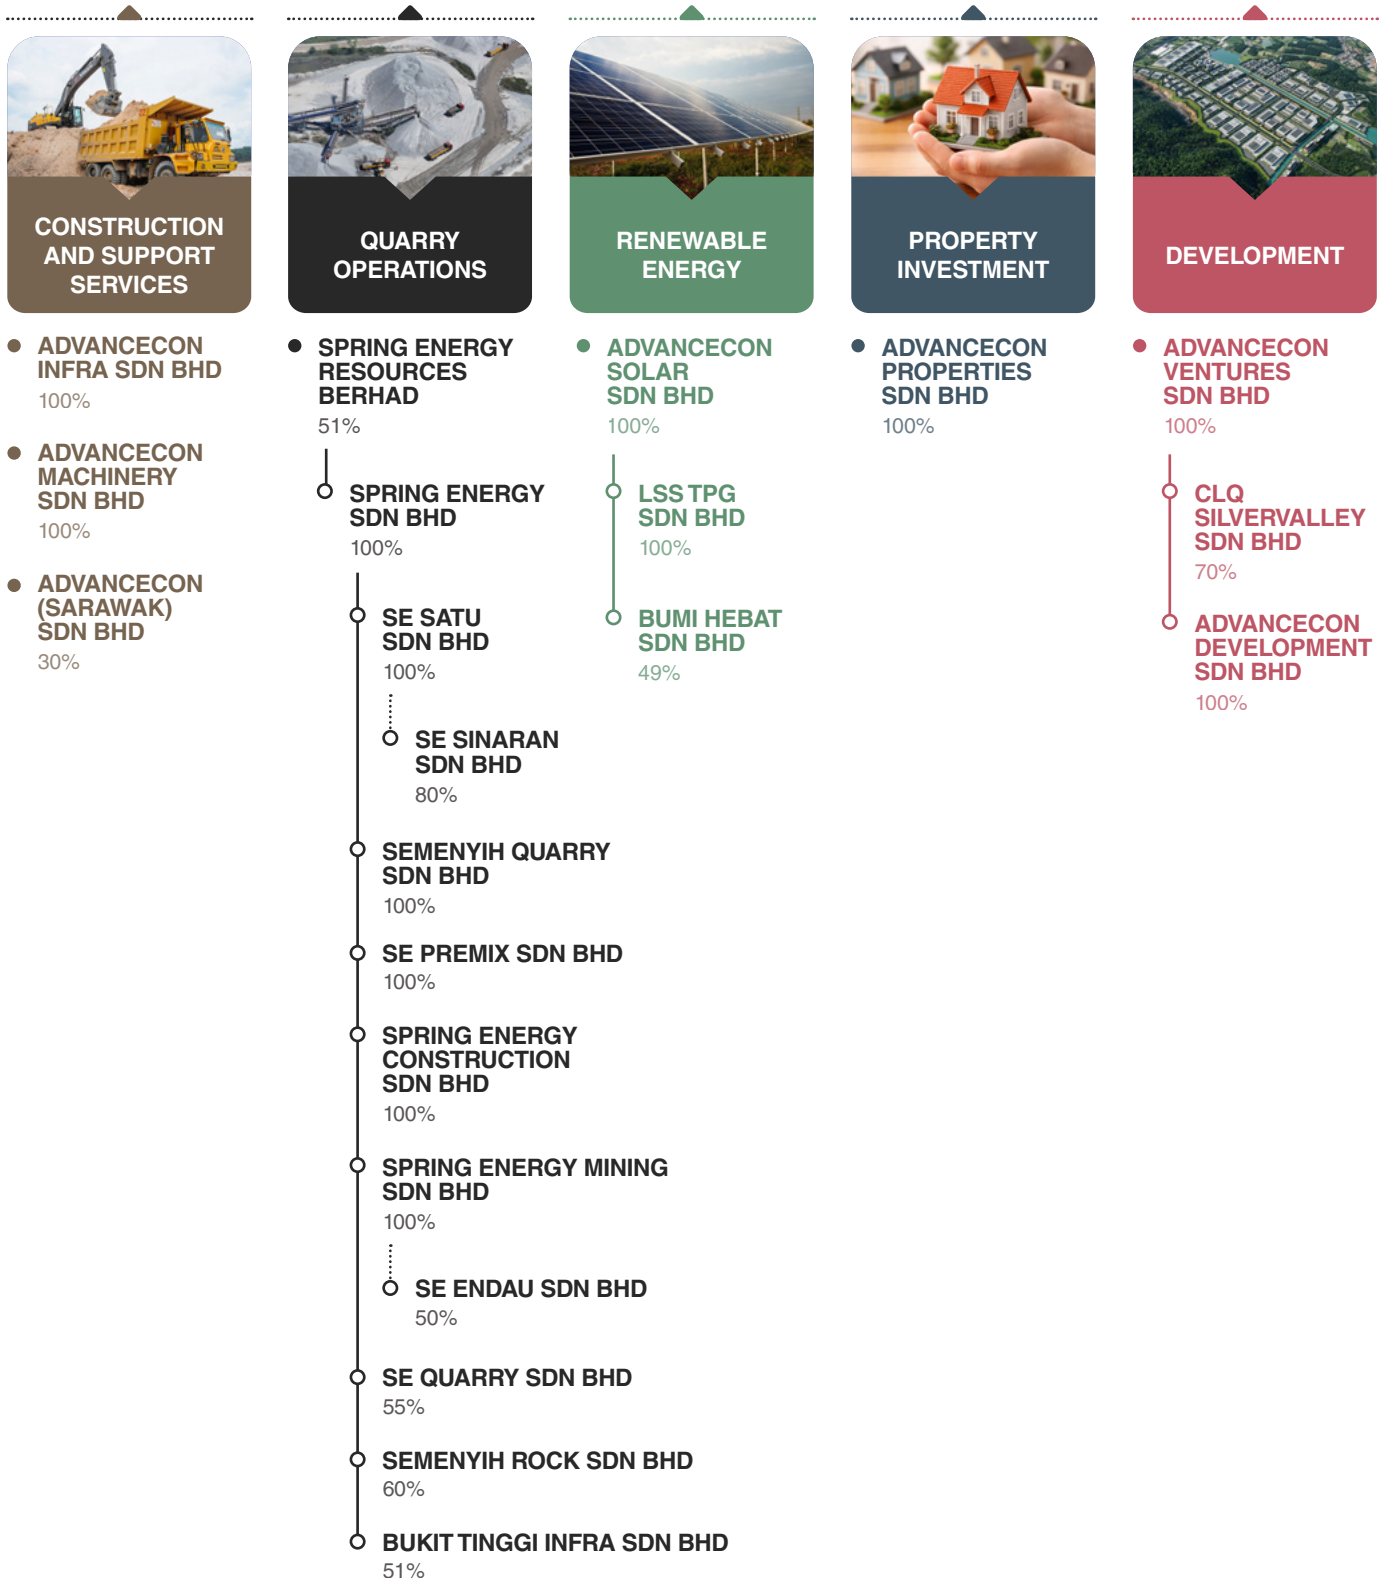 CONSTRUCTION
AND SUPPORT
SERVICES
ADVANCECON
INFRA SDN BHD
100%
ADVANCECON
MACHINERY
SDN BHD
100%
ADVANCECON
(SARAWAK)
SDN BHD
30%
QUARRY
OPERATIONS
SPRING ENERGY
RESOURCES
BERHAD
51%
SPRING ENERGY
SDN BHD
100%
SE SATU
SDN BHD
100%
SE SINARAN
SDN BHD
80%
SEMENYIH QUARRY
SDN BHD
100%
SE PREMIX SDN BHD
100%
SPRING ENERGY
CONSTRUCTION
SDN BHD
100%
SPRING ENERGY MINING
SDN BHD
100%
SE ENDAU SDN BHD
50%
SE QUARRY SDN BHD
55%
SEMENYIH ROCK SDN BHD
60%
BUKIT TINGGI INFRA SDN BHD
51%
RENEWABLE
ENERGY
ADVANCECON
SOLAR
SDN BHD
100%
LSS TPG
SDN BHD
100%
BUMI HEBAT
SDN BHD
49%
PROPERTY
INVESTMENT
ADVANCECON
PROPERTIES
SDN BHD
100%
DEVELOPMENT
ADVANCECON
VENTURES
SDN BHD
100%
CLQ
SILVERVALLEY
SDN BHD
70%
ADVANCECON
DEVELOPMENT
SDN BHD
100%